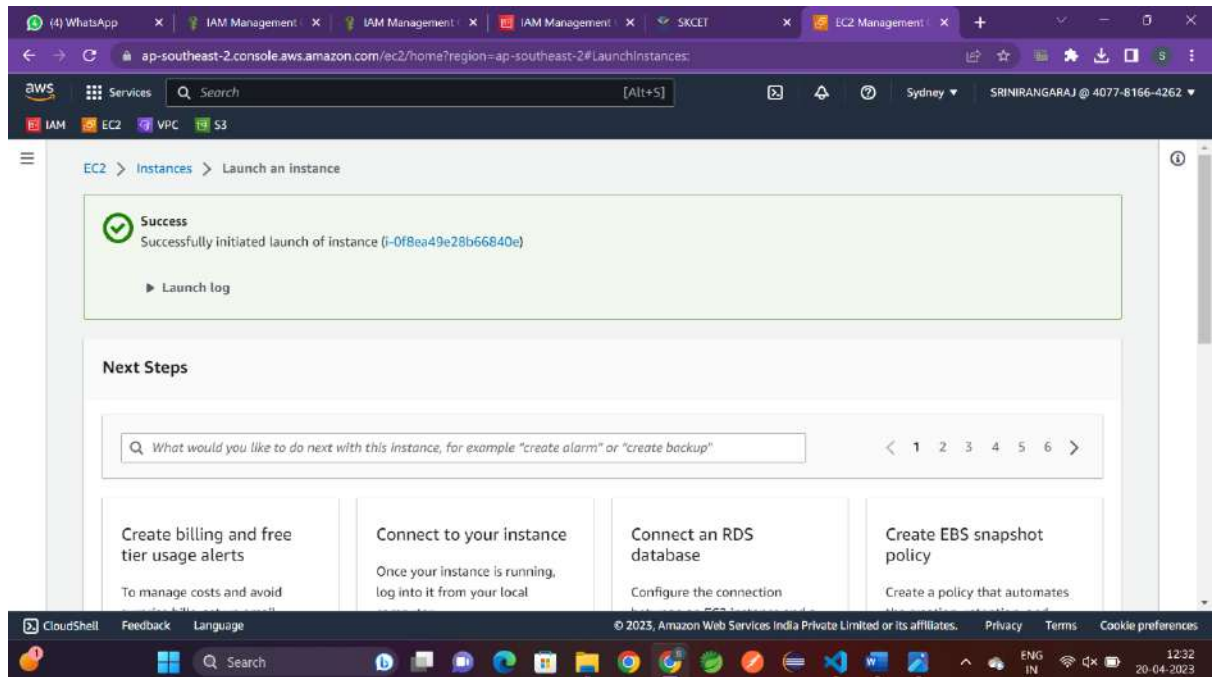 (4) WhatsApp
IAM Management
IAM Management
IAM Management
SKCET
EC2 Management
ap-southeast-2.console.aws.amazon.com/ec2/home?region=ap-southeast-2#LaunchInstances:
aws
Services
Search
[Alt+S]
Sydney
SRINIRANGARAJ @ 4077-8166-4262
IAM
EC2
VPC
S3
EC2 > Instances > Launch an instance
Success
Successfully initiated launch of instance (i-0f8ea49e28b66840e)
Launch log
Next Steps
What would you like to do next with this instance, for example "create alarm" or "create backup"
< 1 2 3 4 5 6 >
Create billing and free
tier usage alerts
To manage costs and avoid
Connect to your instance
Once your instance is running,
log into it from your local
Connect an RDS
database
Configure the connection
Create EBS snapshot
policy
Create a policy that automates
CloudShell
Feedback
Language
© 2023, Amazon Web Services India Private Limited or its affiliates.
Privacy
Terms
Cookie preferences
Search
ENG
IN
12:32
20-04-2023